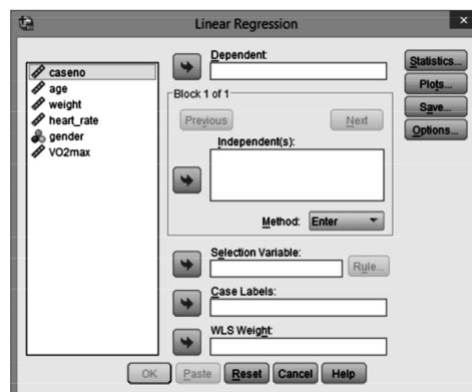 Linear Regression
x
caseno
age
weight
heart_rate
gender
VO2max
Dependent:
Block 1 of 1
Previous
Next
Independent(s):
Method:
Enter
Selection Variable:
Rule...
Case Labels:
WLS Weight:
Statistics...
Plots...
Save...
Options...
OK
Paste
Reset
Cancel
Help